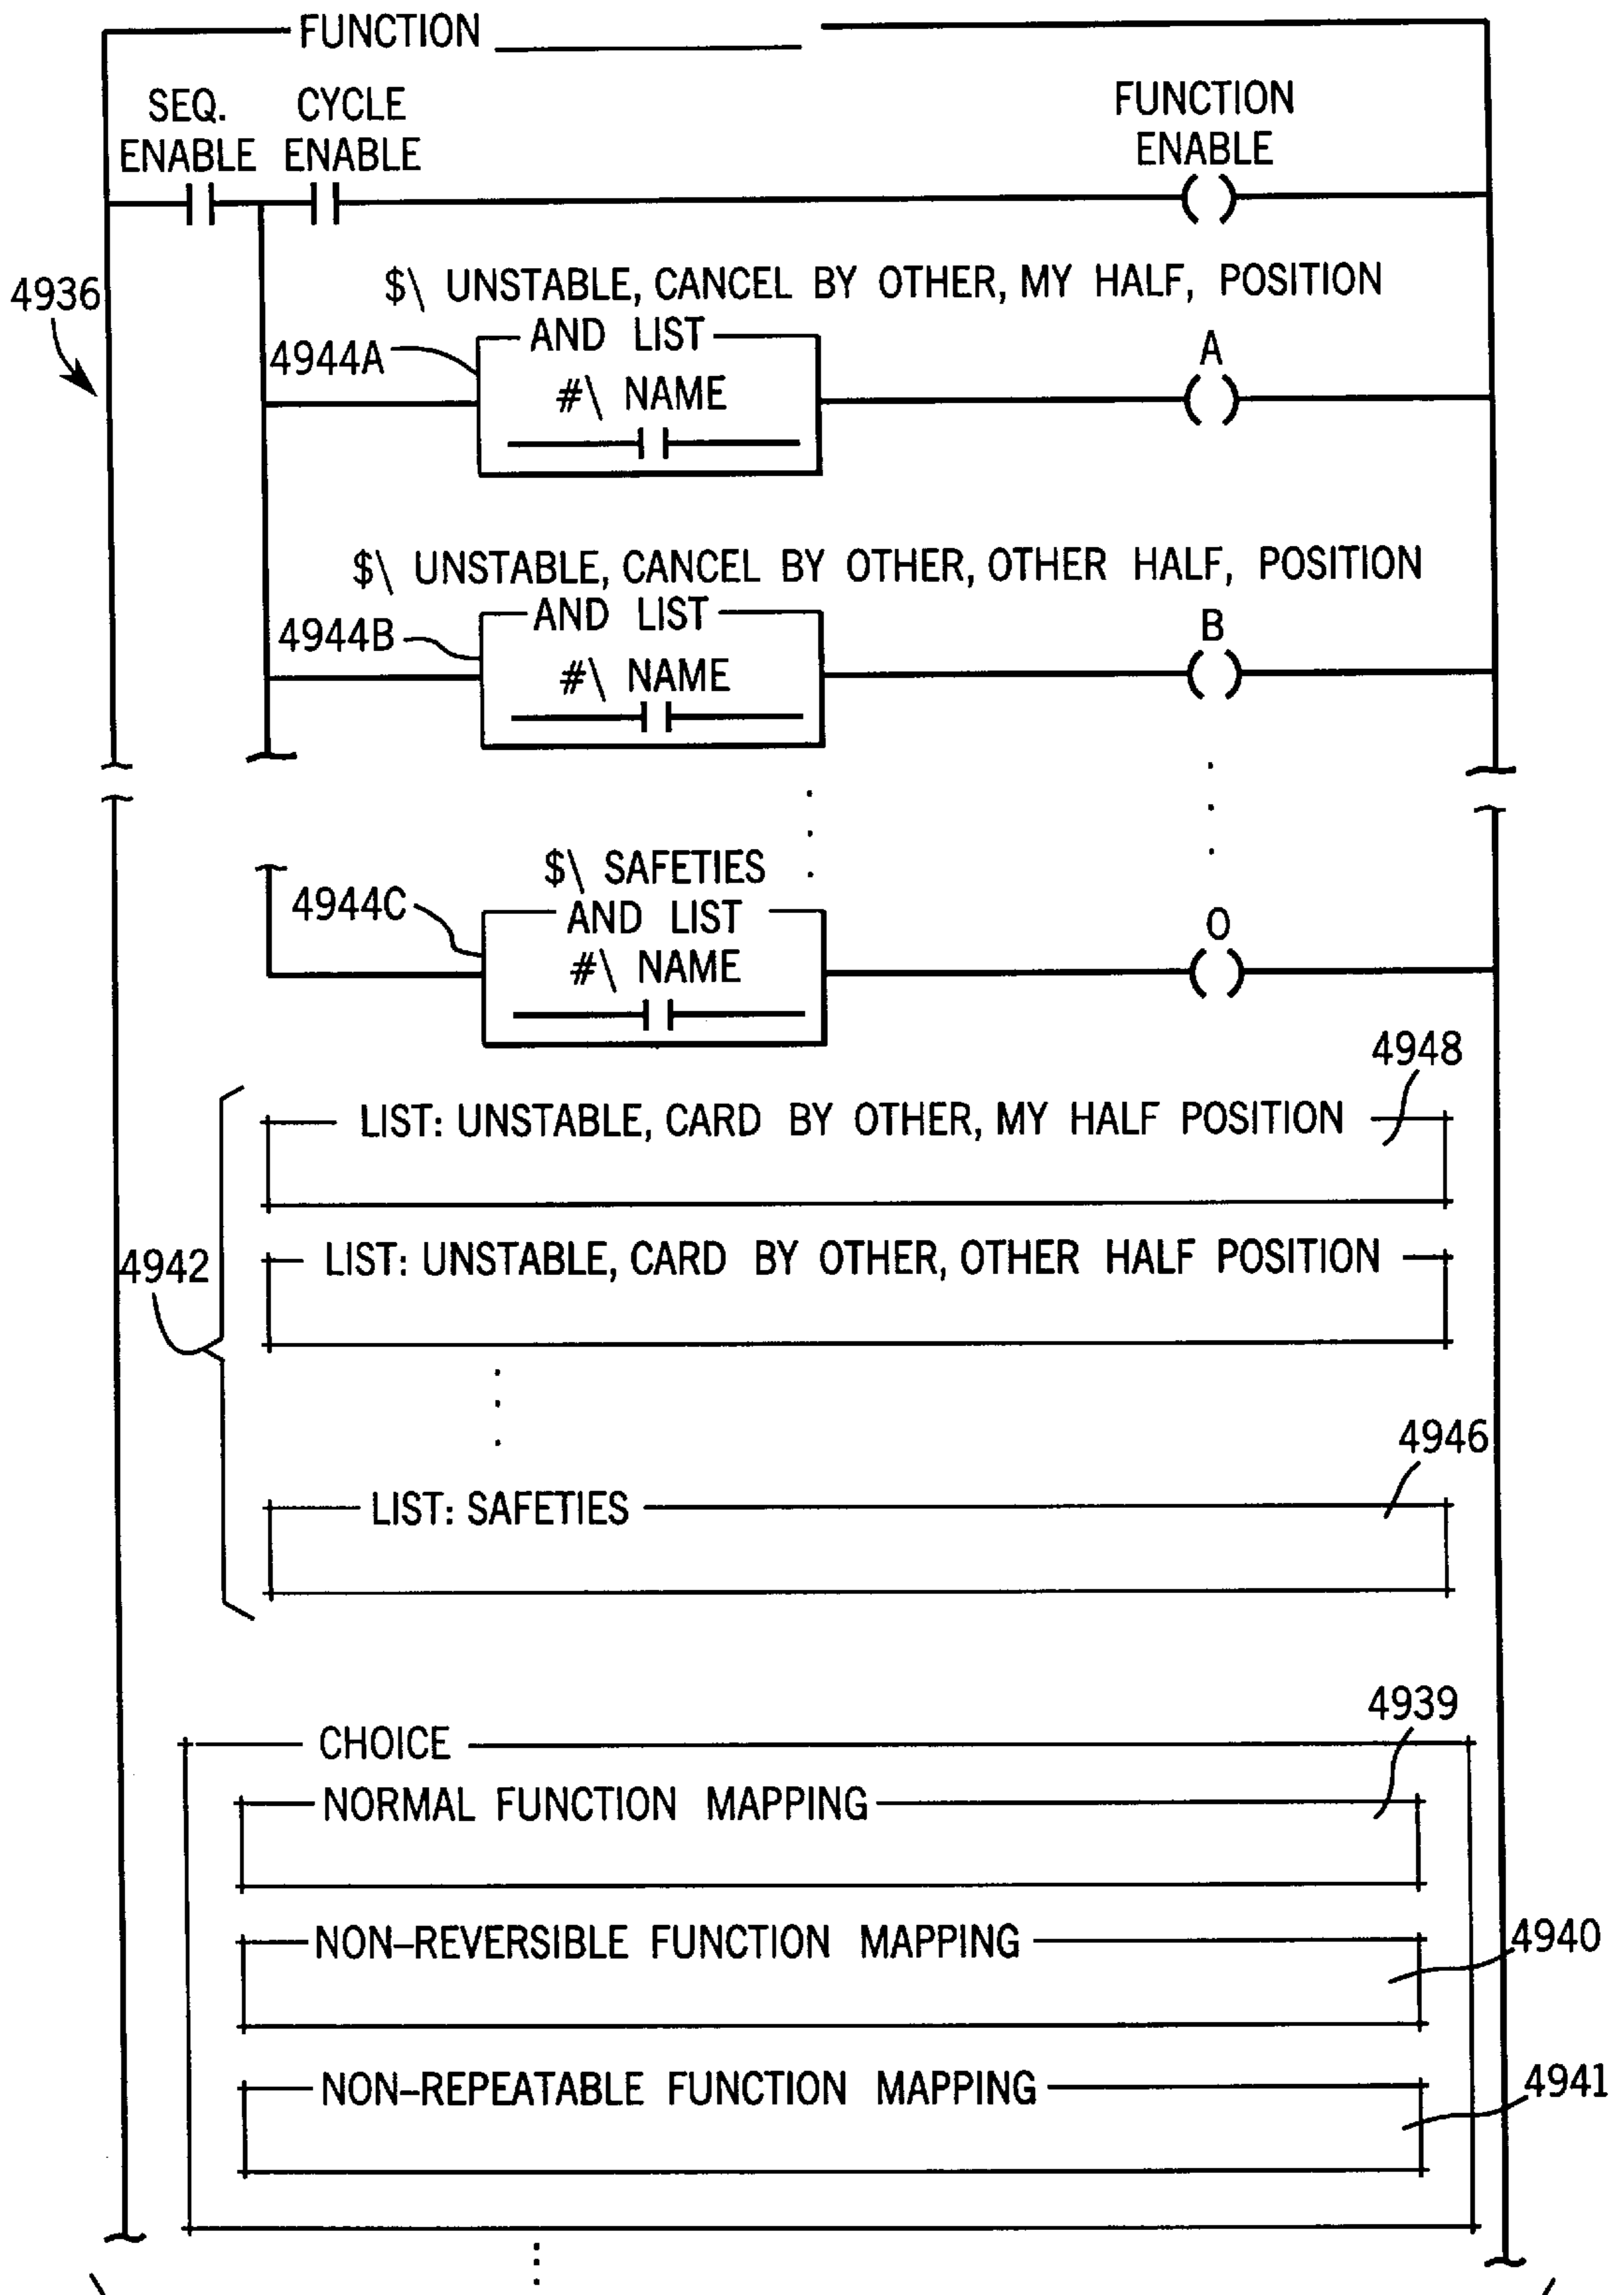 FUNCTION
SEQ. ENABLE
CYCLE ENABLE
FUNCTION ENABLE
4936
$\ UNSTABLE, CANCEL BY OTHER, MY HALF, POSITION
AND LIST
4944A
#\ NAME
A
$\ UNSTABLE, CANCEL BY OTHER, OTHER HALF, POSITION
AND LIST
4944B
#\ NAME
B
$\ SAFETIES
4944C
AND LIST
#\ NAME
O
4948
LIST: UNSTABLE, CARD BY OTHER, MY HALF POSITION
4942
LIST: UNSTABLE, CARD BY OTHER, OTHER HALF POSITION
4946
LIST: SAFETIES
4939
CHOICE
NORMAL FUNCTION MAPPING
NON-REVERSIBLE FUNCTION MAPPING
4940
NON-REPEATABLE FUNCTION MAPPING
4941